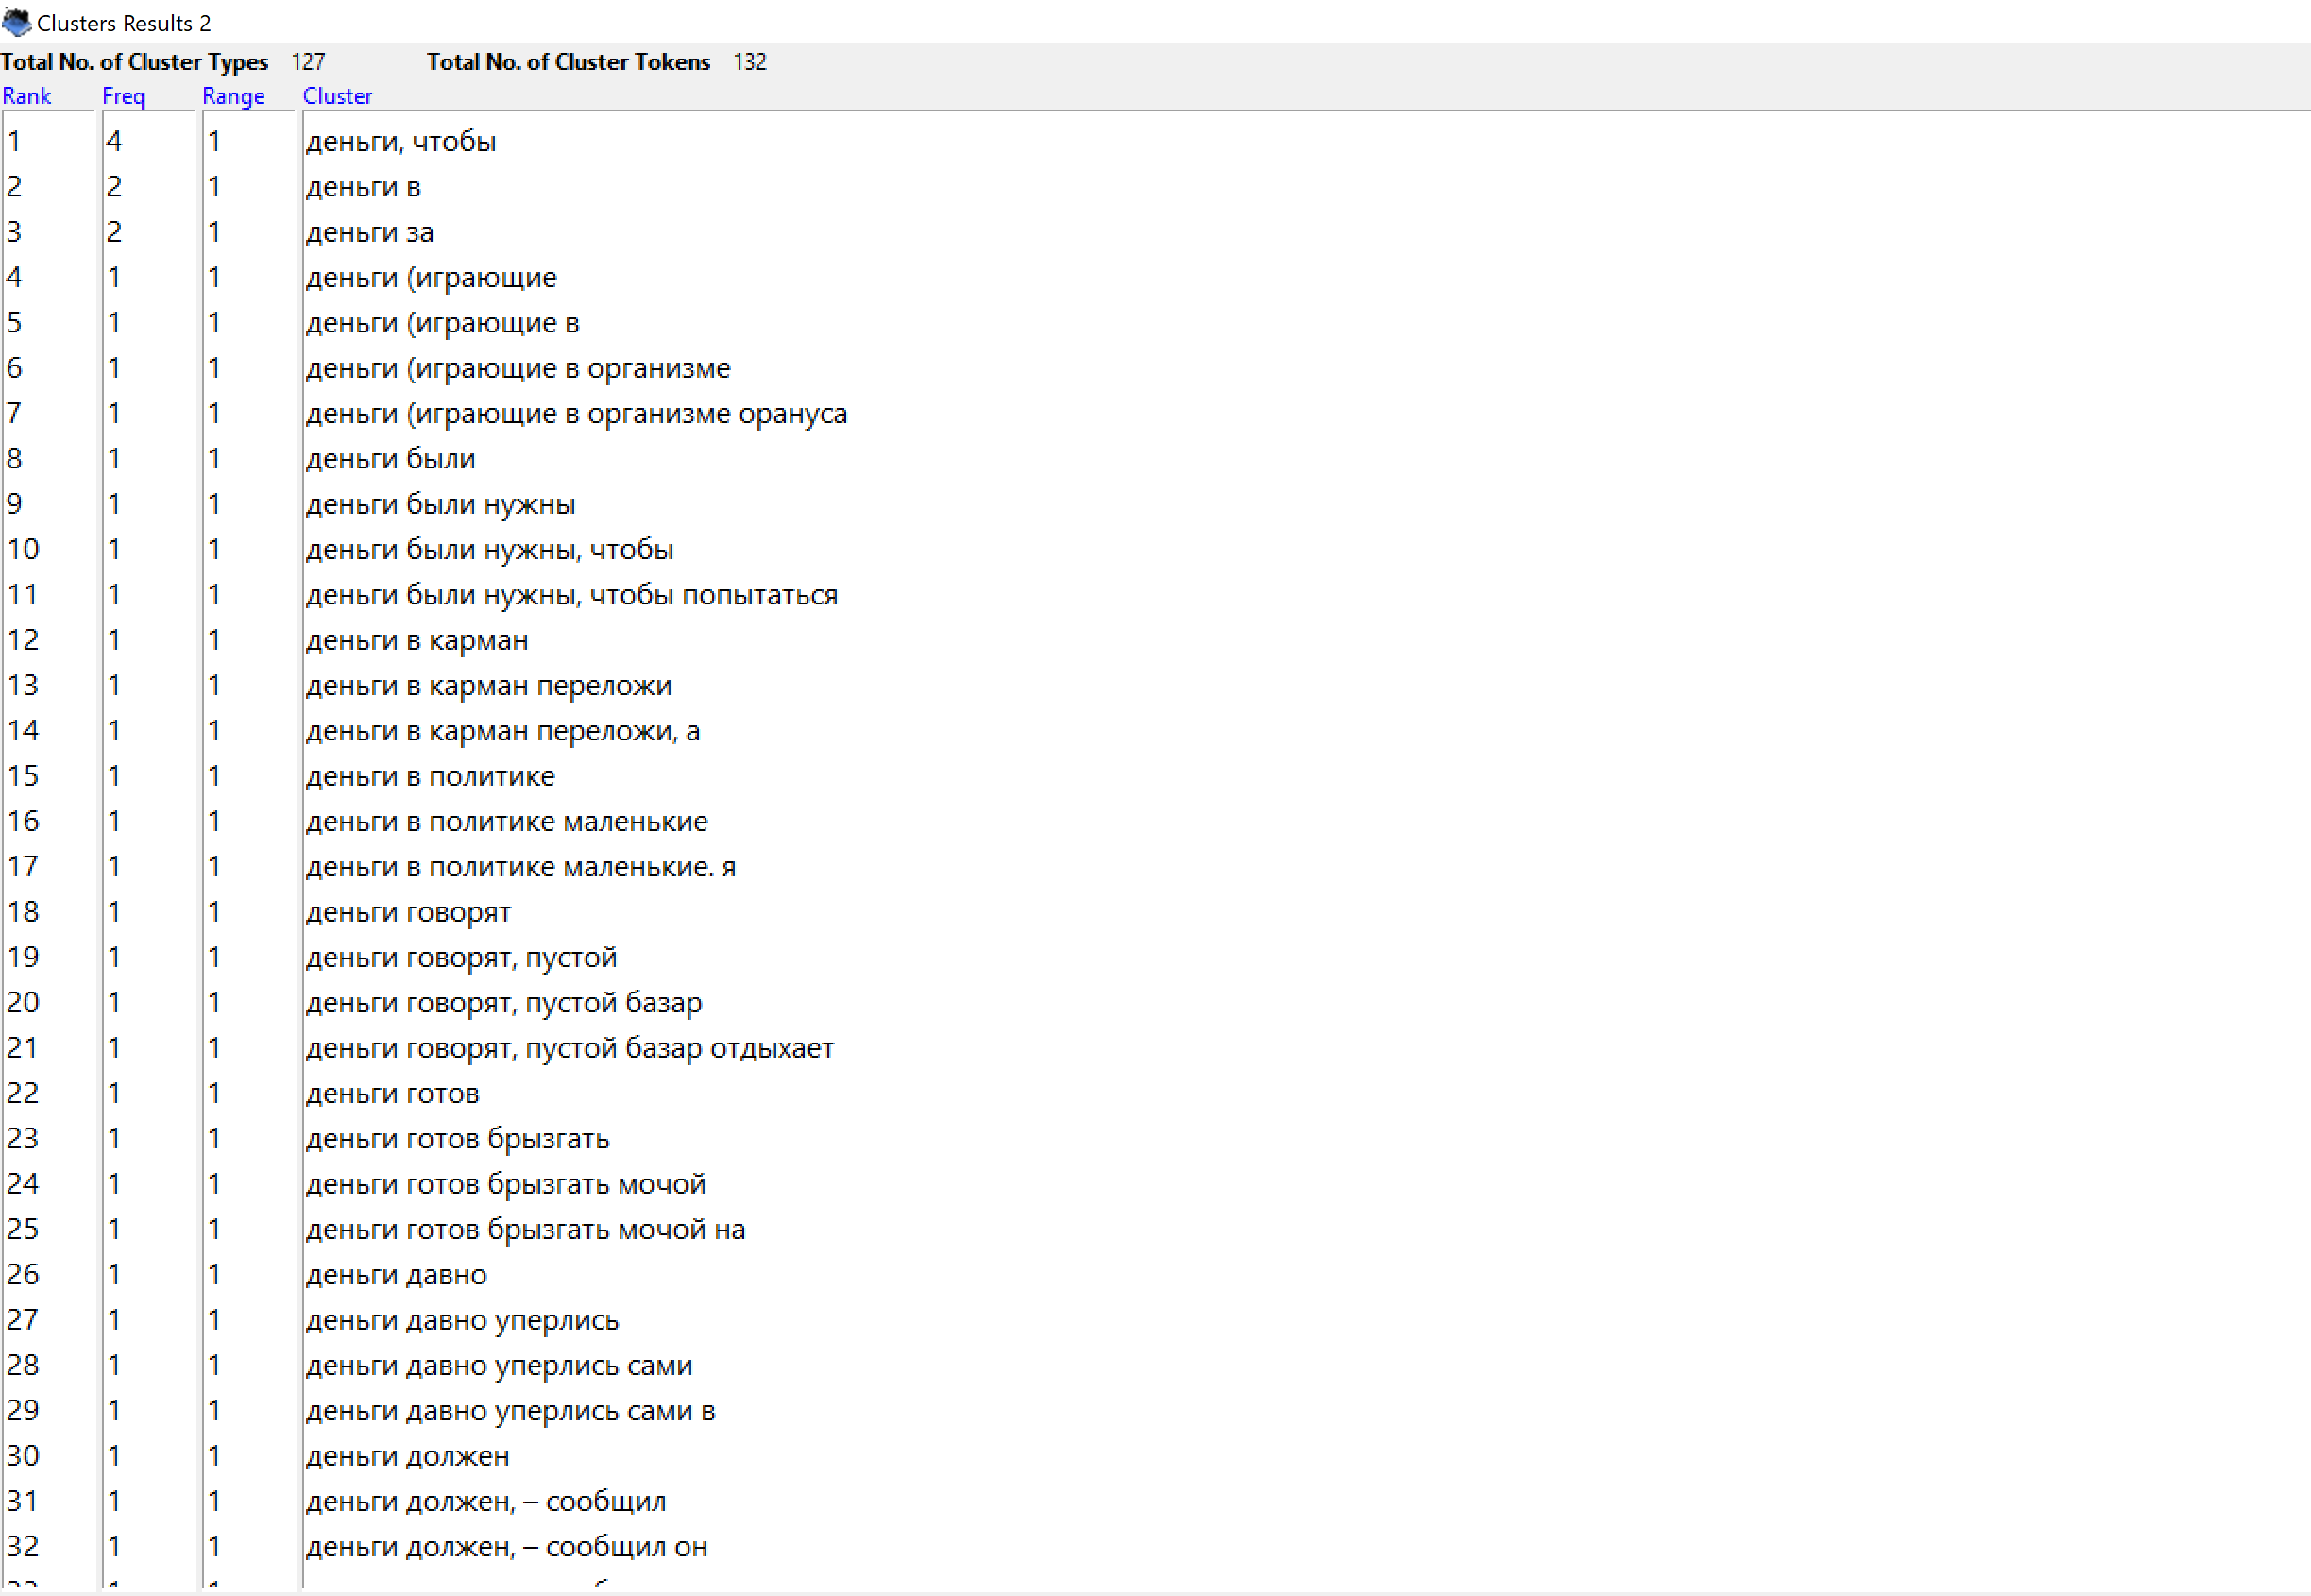 Clusters Results 2
Total No. of Cluster Types 127 Total No. of Cluster Tokens 132
Rank Freq Range Cluster
1 4 1 деньги, чтобы
2 2 1 деньги в
3 2 1 деньги за
4 1 1 деньги (играющие
5 1 1 деньги (играющие в
6 1 1 деньги (играющие в организме
7 1 1 деньги (играющие в организме орануса
8 1 1 деньги были
9 1 1 деньги были нужны
10 1 1 деньги были нужны, чтобы
11 1 1 деньги были нужны, чтобы попытаться
12 1 1 деньги в карман
13 1 1 деньги в карман переложи
14 1 1 деньги в карман переложи, а
15 1 1 деньги в политике
16 1 1 деньги в политике маленькие
17 1 1 деньги в политике маленькие. я
18 1 1 деньги говорят
19 1 1 деньги говорят, пустой
20 1 1 деньги говорят, пустой базар
21 1 1 деньги говорят, пустой базар отдыхает
22 1 1 деньги готов
23 1 1 деньги готов брызгать
24 1 1 деньги готов брызгать мочой
25 1 1 деньги готов брызгать мочой на
26 1 1 деньги давно
27 1 1 деньги давно уперлись
28 1 1 деньги давно уперлись сами
29 1 1 деньги давно уперлись сами в
30 1 1 деньги должен
31 1 1 деньги должен, – сообщил
32 1 1 деньги должен, – сообщил он